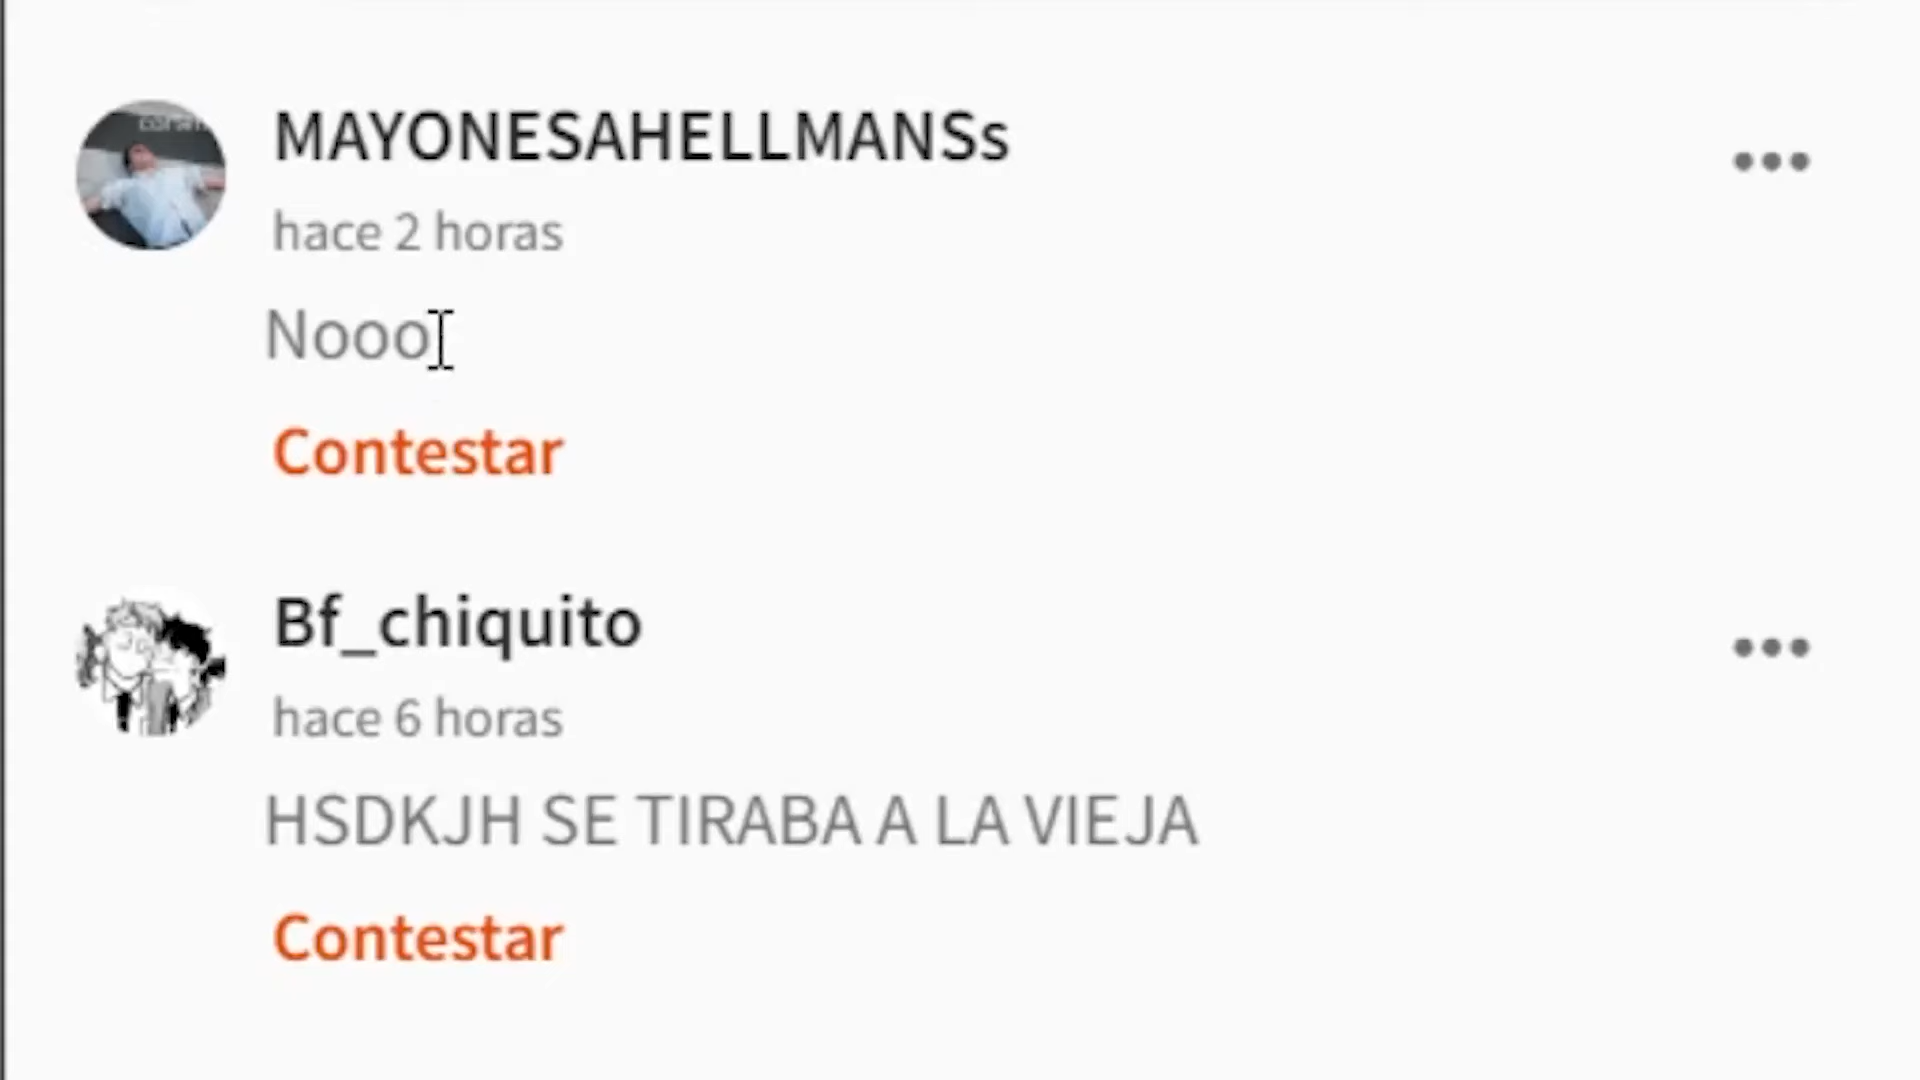 MAYONESAHELLMANSs
hace 2 horas
Nooo
Contestar
Bf_chiquito
hace 6 horas
HSDKJH SE TIRABA A LA VIEJA
Contestar